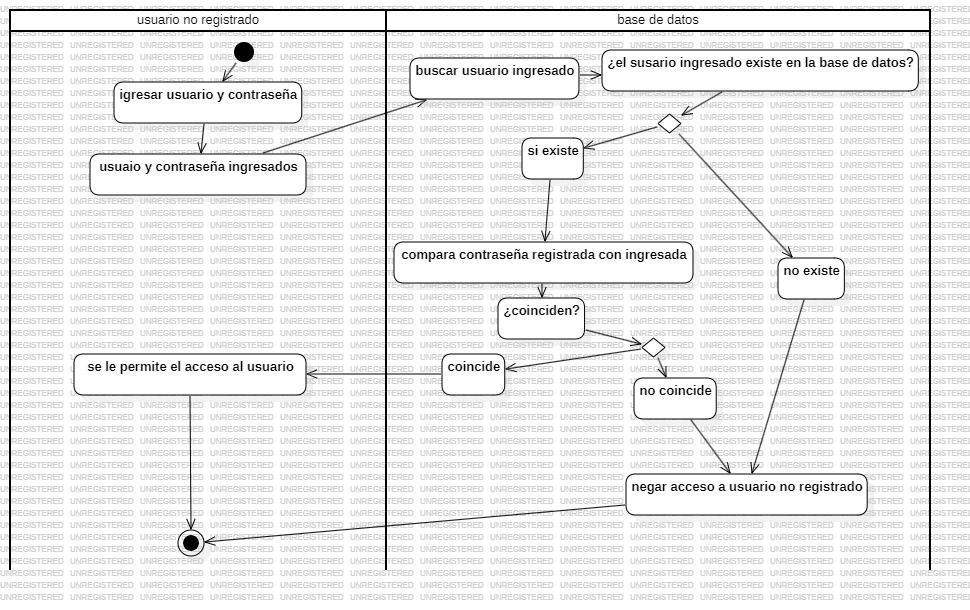 usuario no registrado
base de datos
igresar usuario y contraseña
usuaio y contraseña ingresados
buscar usuario ingresado
¿el susario ingresado existe en la base de datos?
si existe
no existe
compara contraseña registrada con ingresada
¿coinciden?
coincide
no coincide
se le permite el acceso al usuario
negar acceso a usuario no registrado
UNREGISTERED